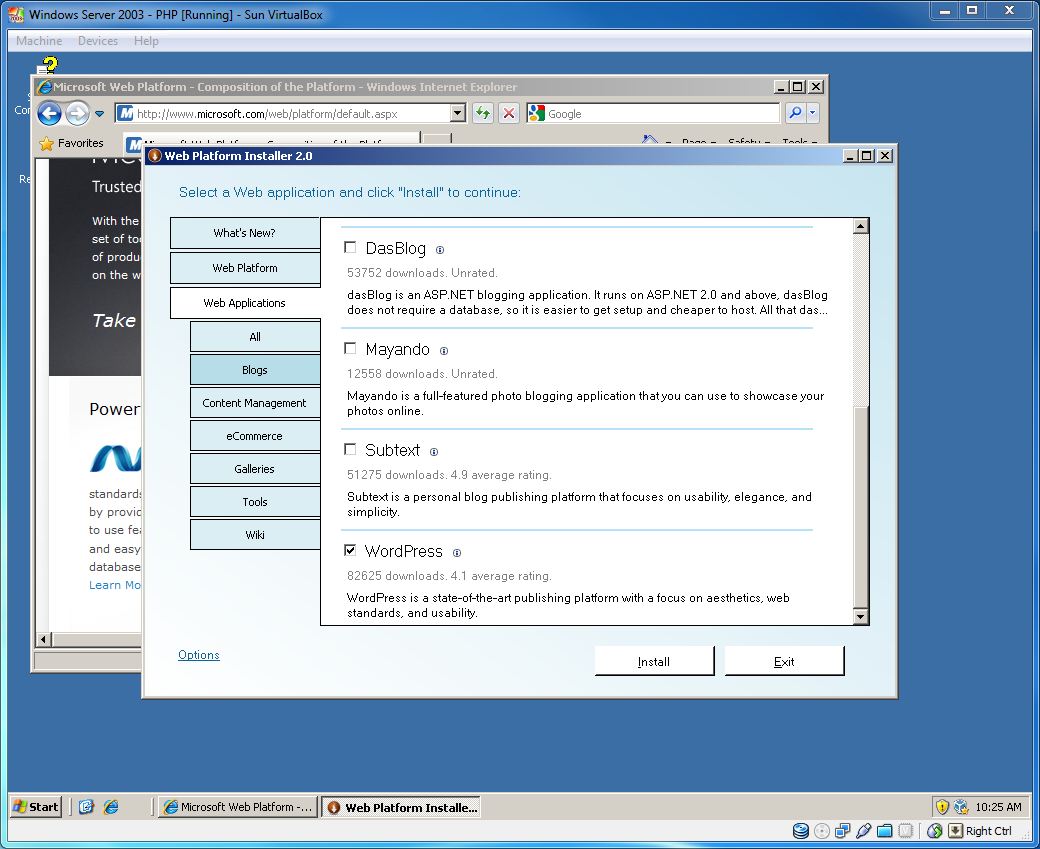 Windows Server 2003 - PHP [Running] - Sun VirtualBox
Machine Devices Help
Microsoft Web Platform - Composition of the Platform - Windows Internet Explorer
http://www.microsoft.com/web/platform/default.aspx
Google
Favorites
Web Platform Installer 2.0
Trusted
With the
set of
of
on the
Take
Power
by
to use
and easy
database
Learn
Select a Web application and click "Install" to continue:
What's New?
Web Platform
Web Applications
All
Blogs
Content Management
eCommerce
Galleries
Tools
Wiki
DasBlog
53752 downloads. Unrated.
dasBlog is an ASP.NET blogging application. It runs on ASP.NET 2.0 and above, dasBlog
does not require a database, so it is easier to get setup and cheaper to host. All that das...
Mayando
12558 downloads. Unrated.
Mayando is a full-featured photo blogging application that you can use to showcase your
photos online.
Subtext
51275 downloads. 4.9 average rating.
Subtext is a personal blog publishing platform that focuses on usability, elegance, and
simplicity.
WordPress
82625 downloads. 4.1 average rating.
WordPress is a state-of-the-art publishing platform with a focus on aesthetics, web
standards, and usability.
Options
Install
Exit
Start
Microsoft Web Platform -...
Web Platform Installe...
10:25 AM
Right Ctrl